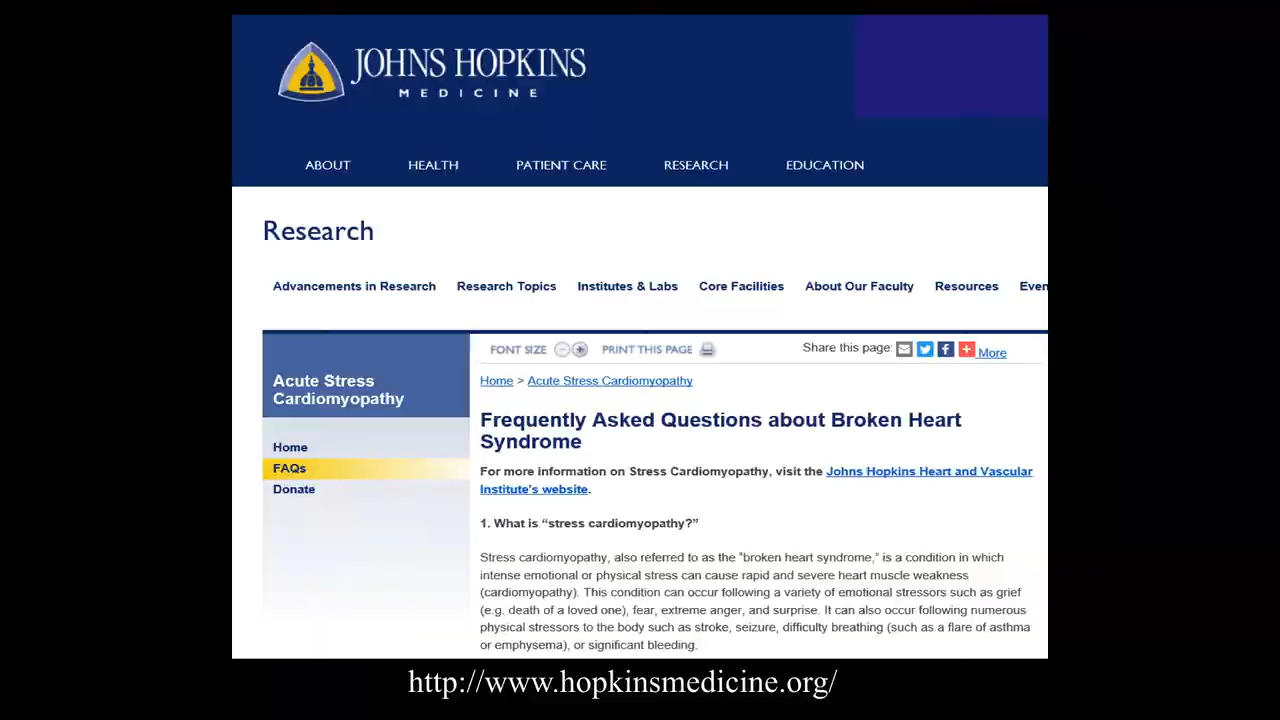 JOHNS HOPKINS
MEDICINE
ABOUT HEALTH PATIENT CARE RESEARCH EDUCATION
Research
Advancements in Research Research Topics Institutes & Labs Core Facilities About Our Faculty Resources Even
FONT SIZE PRINT THIS PAGE Share this page: More
Acute Stress
Cardiomyopathy
Home
FAQs
Donate
Home > Acute Stress Cardiomyopathy
Frequently Asked Questions about Broken Heart
Syndrome
For more information on Stress Cardiomyopathy, visit the Johns Hopkins Heart and Vascular
Institute's website.
1. What is “stress cardiomyopathy?”
Stress cardiomyopathy, also referred to as the “broken heart syndrome,” is a condition in which
intense emotional or physical stress can cause rapid and severe heart muscle weakness
(cardiomyopathy). This condition can occur following a variety of emotional stressors such as grief
(e.g. death of a loved one), fear, extreme anger, and surprise. It can also occur following numerous
physical stressors to the body such as stroke, seizure, difficulty breathing (such as a flare of asthma
or emphysema), or significant bleeding.
http://www.hopkinsmedicine.org/